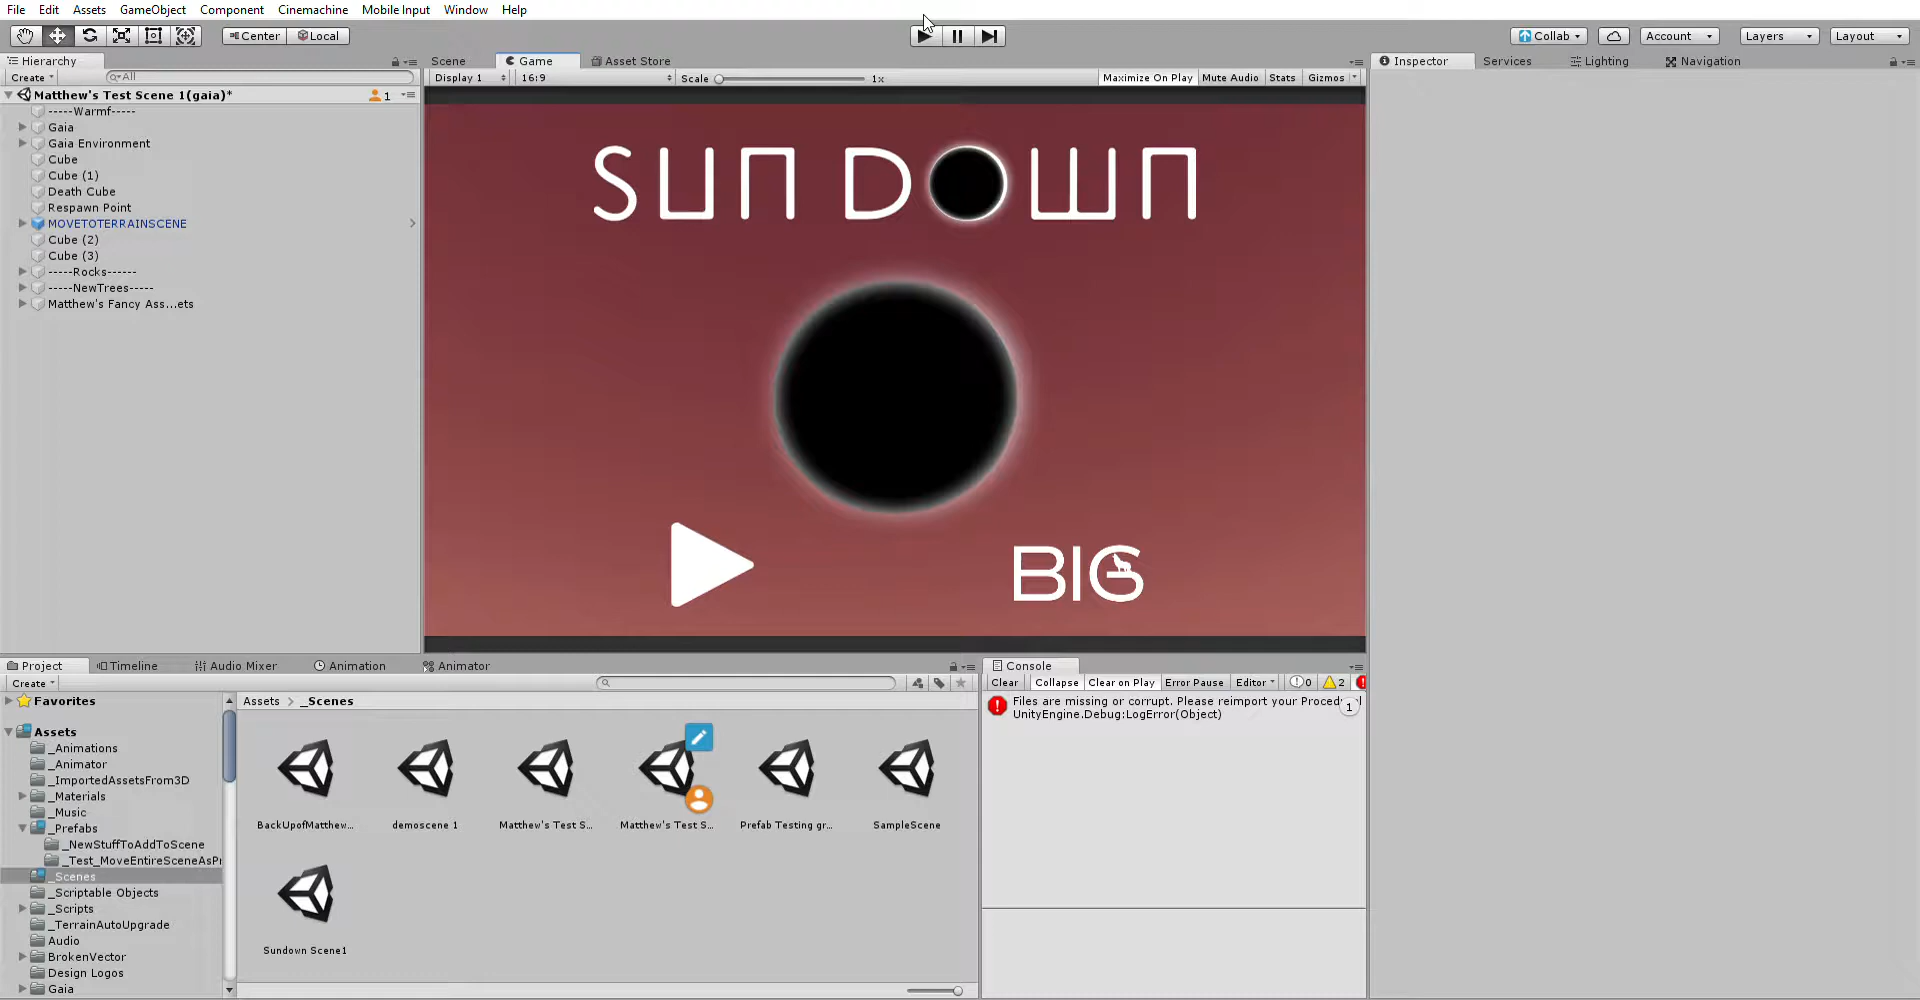 File Edit Assets GameObject Component Cinemachine Mobile Input Window Help
Center Local Collab Account Layers Layout
Hierarchy Scene Game Asset Store Inspector Services Lighting Navigation
Create All Display 1 16:9 Scale 1x Maximize On Play Mute Audio Stats Gizmos
Matthew's Test Scene 1(gaia)* 1
-----Warmf-----
Gaia
Gaia Environment
Cube
Cube (1)
Death Cube
Respawn Point
MOVETOTERRAINSCENE
Cube (2)
Cube (3)
-----Rocks------
-----NewTrees-----
Matthew's Fancy Ass...ets
SUN DOWN
BIG
Project Timeline Audio Mixer Animation Animator Console
Create Clear Collapse Clear on Play Error Pause Editor 0 2
Favorites
Assets
_Animations
_Animator
_ImportedAssetsFrom3D
_Materials
_Music
_Prefabs
_NewStuffToAddToScene
_Test_MoveEntireSceneAsPr
_Scenes
_Scriptable Objects
_Scripts
_TerrainAutoUpgrade
Audio
BrokenVector
Design Logos
Gaia
Assets > _Scenes
BackUpofMatthew... demoscene 1 Matthew's Test S... Matthew's Test S... Prefab Testing gr... SampleScene
Sundown Scene1
Files are missing or corrupt. Please reimport your Proced
UnityEngine.Debug:LogError(Object)
1